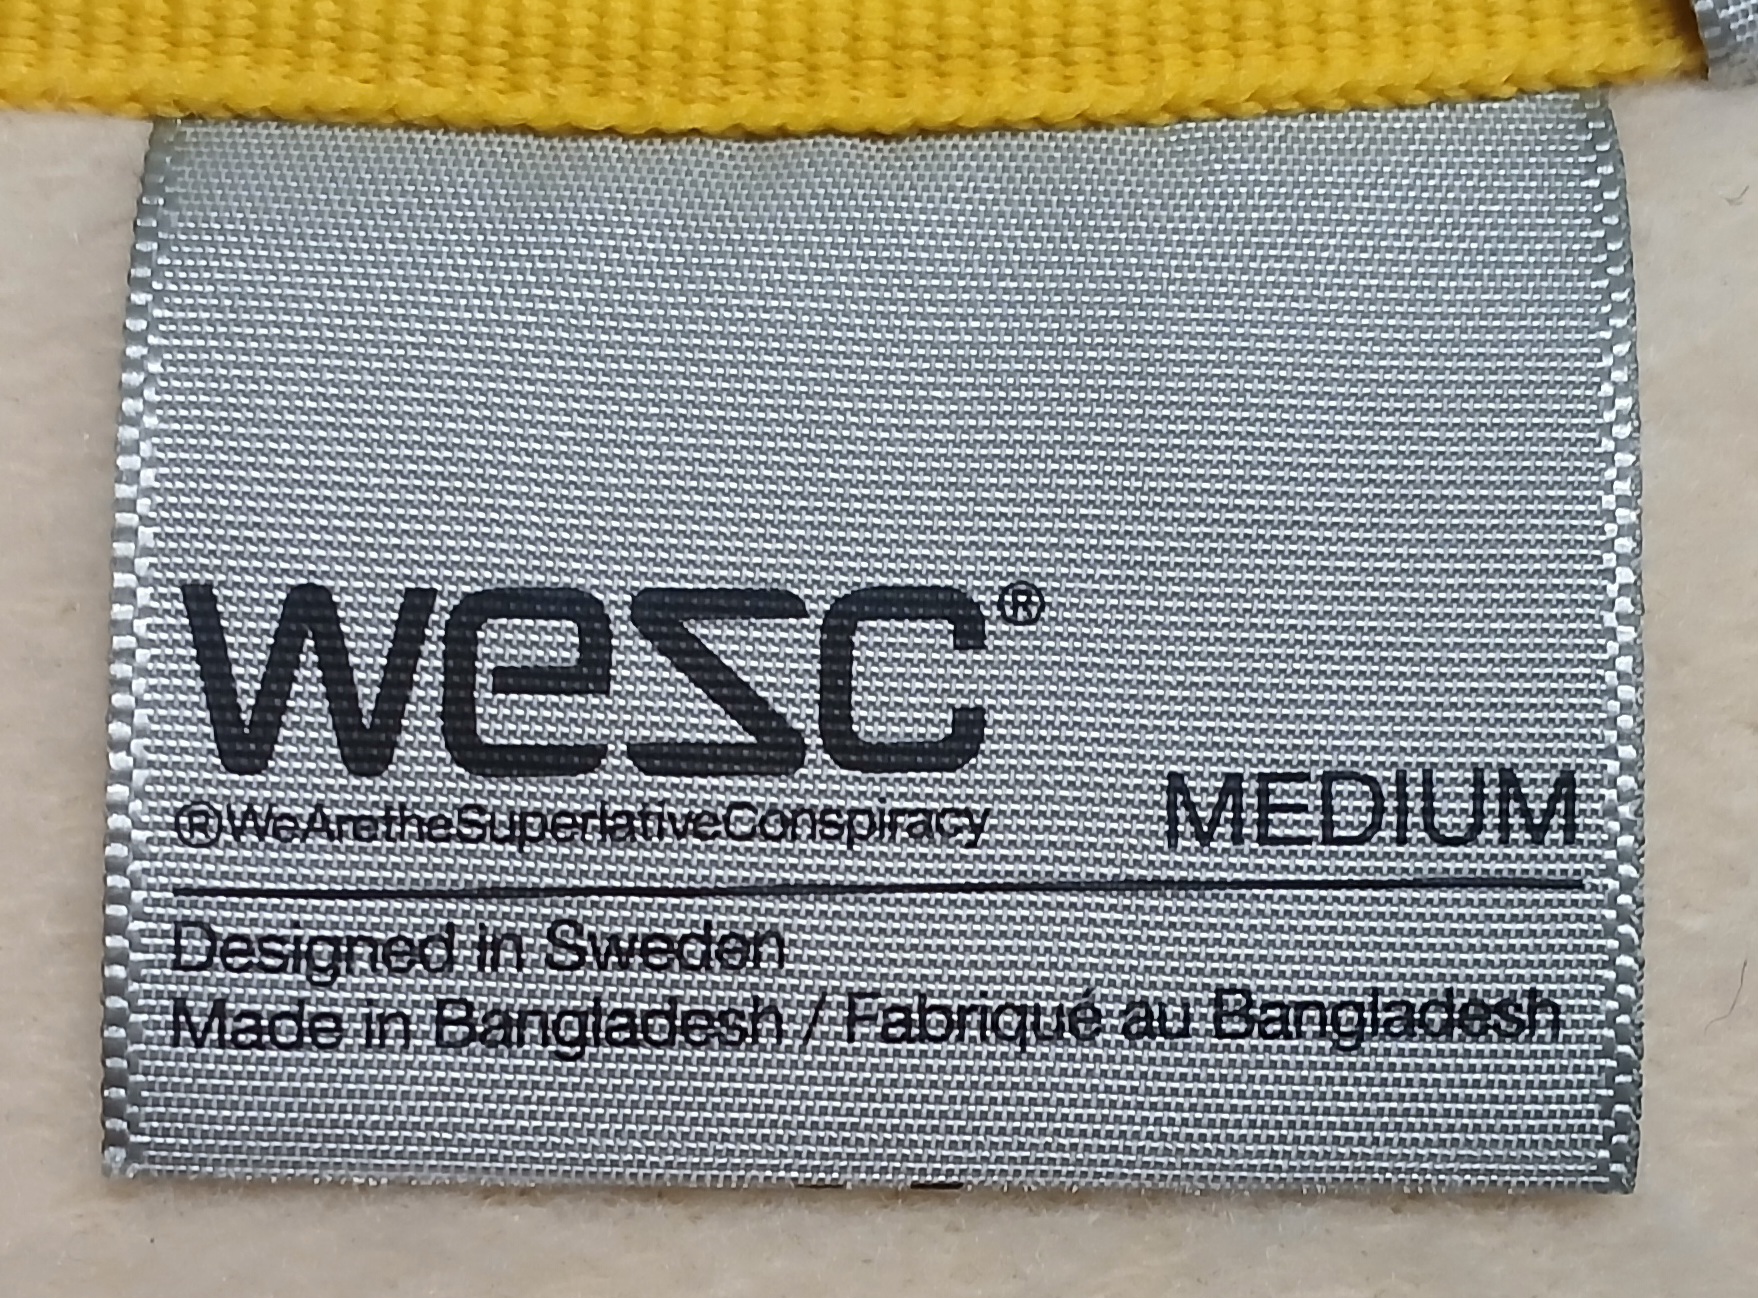 wesc®
®WeAretheSuperlativeConspiracy MEDIUM
Designed in Sweden
Made in Bangladesh / Fabriqué au Bangladesh